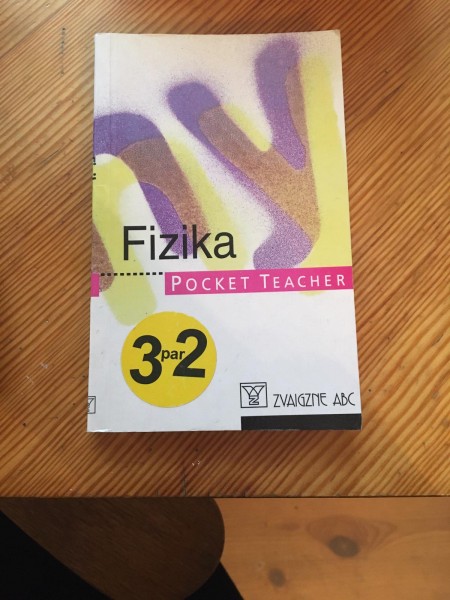 Fizika
POCKET TEACHER
3 par 2
ZVAIGZNE ABC